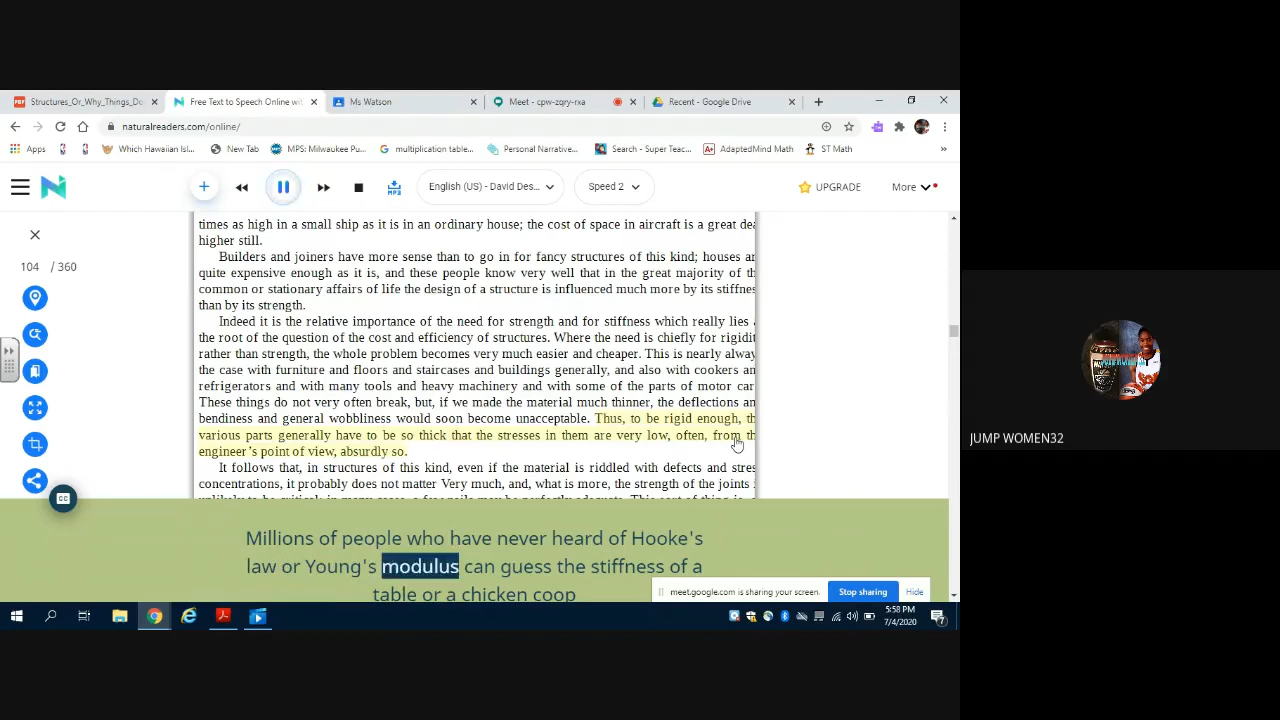 Structures_Or_Why_Things_Do
Free Text to Speech Online wit
Ms Watson
Meet - cpw-zqry-rxa
Recent - Google Drive
naturalreaders.com/online/
Apps
Which Hawaiian Isl...
New Tab
MPS: Milwaukee Pu...
multiplication table...
Personal Narrative...
Search - Super Teac...
AdaptedMind Math
ST Math
MP3
English (US) - David Des...
Speed 2
UPGRADE
More
104 / 360
times as high in a small ship as it is in an ordinary house; the cost of space in aircraft is a great dea
higher still.
Builders and joiners have more sense than to go in for fancy structures of this kind; houses ar
quite expensive enough as it is, and these people know very well that in the great majority of th
common or stationary affairs of life the design of a structure is influenced much more by its stiffnes
than by its strength.
Indeed it is the relative importance of the need for strength and for stiffness which really lies a
the root of the question of the cost and efficiency of structures. Where the need is chiefly for rigidit
rather than strength, the whole problem becomes very much easier and cheaper. This is nearly alway
the case with furniture and floors and staircases and buildings generally, and also with cookers an
refrigerators and with many tools and heavy machinery and with some of the parts of motor car
These things do not very often break, but, if we made the material much thinner, the deflections an
bendiness and general wobbliness would soon become unacceptable. Thus, to be rigid enough, th
various parts generally have to be so thick that the stresses in them are very low, often, from th
engineer's point of view, absurdly so.
It follows that, in structures of this kind, even if the material is riddled with defects and stres
concentrations, it probably does not matter Very much, and, what is more, the strength of the joints i
CC
Millions of people who have never heard of Hooke's
law or Young's modulus can guess the stiffness of a
table or a chicken coop
meet.google.com is sharing your screen.
Stop sharing
Hide
5:58 PM
7/4/2020
JUMP WOMEN32